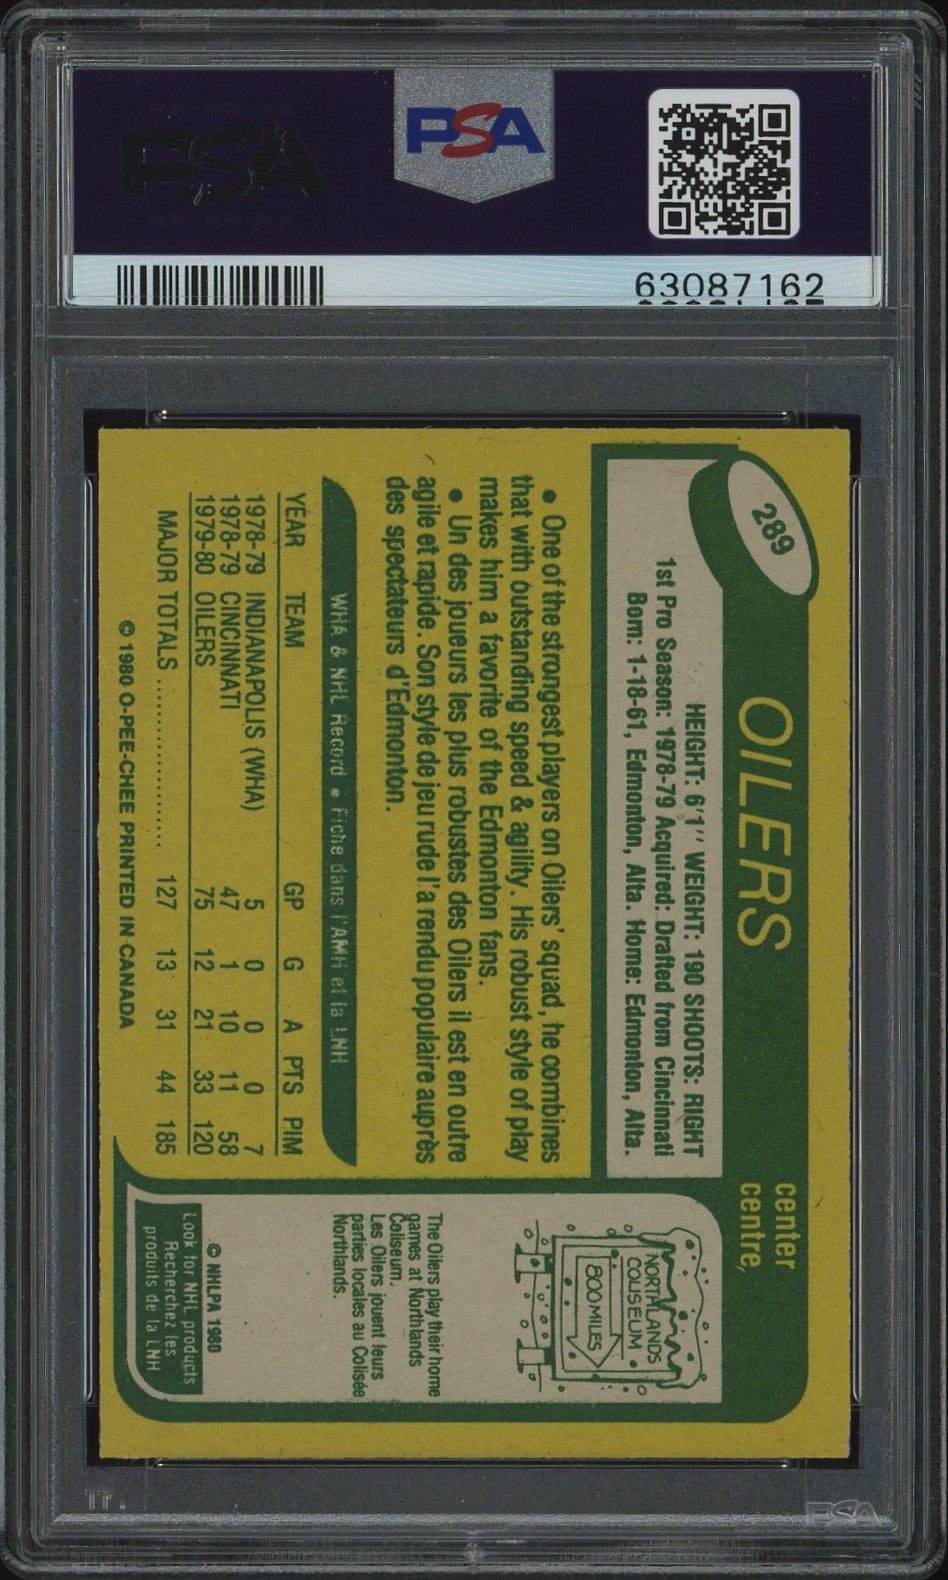 PSA
PSA
63087162
289
OILERS
center
centre,
HEIGHT: 6'1'' WEIGHT: 190 SHOOTS: RIGHT
1st Pro Season: 1978-79 Acquired: Drafted from Cincinnati
Born: 1-18-61, Edmonton, Alta. Home: Edmonton, Alta.
• One of the strongest players on Oilers' squad, he combines
that with outstanding speed & agility. His robust style of play
makes him a favorite of the Edmonton fans.
• Un des joueurs les plus robustes des Oilers il est en outre
agile et rapide. Son style de jeu rude l'a rendu populaire auprès
des spectateurs d'Edmonton.
WHA & NHL Record • Fiche dans l'AMH et la LNH
YEAR TEAM GP G A PTS PIM
1978-79 INDIANAPOLIS (WHA) 5 0 0 0 7
1978-79 CINCINNATI 47 1 10 11 58
1979-80 OILERS 75 12 21 33 120
MAJOR TOTALS .................... 127 13 31 44 185
© 1980 O-PEE-CHEE PRINTED IN CANADA
NORTHLANDS
COLISEUM
800 MILES
The Oilers play their home
games at Northlands
Coliseum.
Les Oilers jouent leurs
parties locales au Colisée
Northlands.
© NHLPA 1980
Look for NHL products
Recherchez les
produits de la LNH
PSA